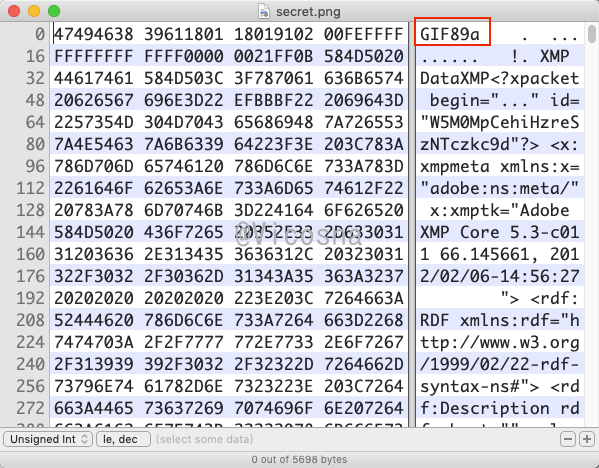 secret.png
0 47494638 39611801 18019102 00FEFFFF GIF89a . ...
16 FFFFFFFF FFFF0000 0021FF0B 584D5020 ...... !. XMP
32 44617461 584D503C 3F787061 636B6574 DataXMP<?xpacket
48 20626567 696E3D22 EFBBBF22 2069643D begin="..." id=
64 2257354D 304D7043 65686948 7A726553 "W5M0MpCehiHzreS
80 7A4E5463 7A6B6339 64223F3E 203C783A zNTczkc9d"?> <x:
96 786D706D 65746120 786D6C6E 733A783D xmpmeta xmlns:x=
112 2261646F 62653A6E 733A6D65 74612F22 "adobe:ns:meta/"
128 20783A78 6D70746B 3D224164 6F626520 x:xmptk="Adobe
144 584D5020 436F7265 20352E33 2D633031 XMP Core 5.3-c01
160 31203636 2E313435 3636312C 20323031 1 66.145661, 201
176 322F3032 2F30362D 31343A35 363A3237 2/02/06-14:56:27
192 20202020 20202020 223E203C 7264663A "> <rdf:
208 52444620 786D6C6E 733A7264 663D2268 RDF xmlns:rdf="h
224 7474703A 2F2F7777 772E7733 2E6F7267 ttp://www.w3.org
240 2F313939 392F3032 2F32322D 7264662D /1999/02/22-rdf-
256 73796E74 61782D6E 7323223E 203C7264 syntax-ns#"> <rd
272 663A4465 73637269 7074696F 6E207264 f:Description rd
@Vicosna
Unsigned Int le, dec (select some data)
0 out of 5698 bytes